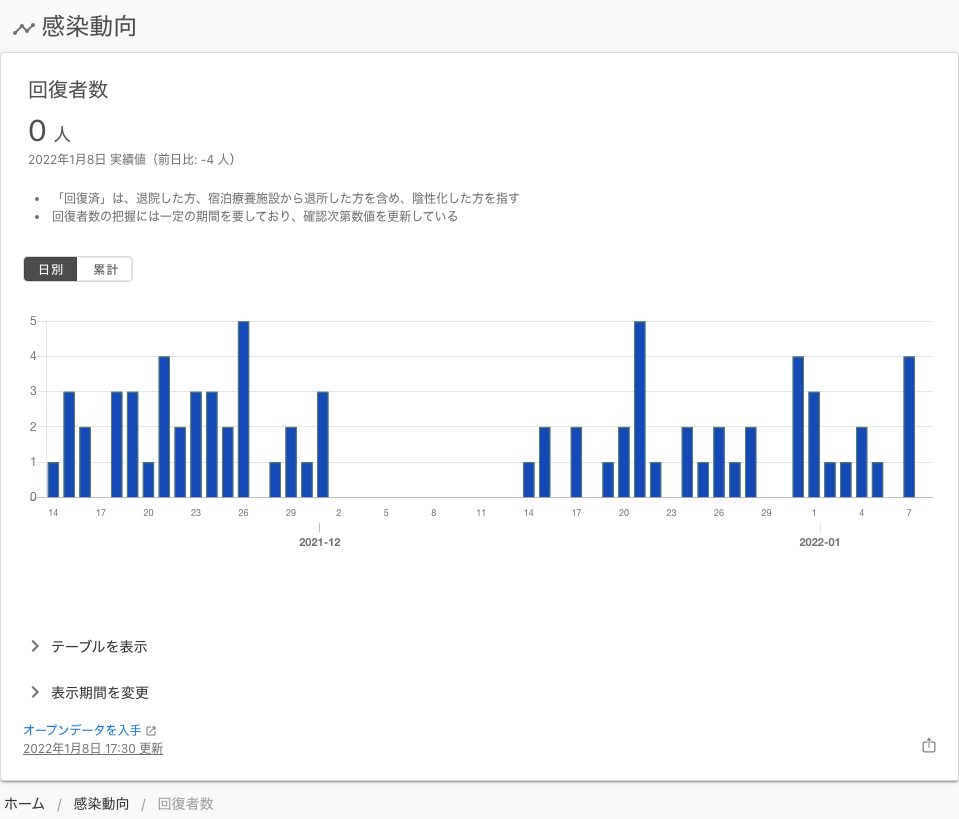 感染動向
回復者数
0 人
2022年1月8日 実績値（前日比: -4 人）
「回復済」は、退院した方、宿泊療養施設から退所した方を含め、陰性化した方を指す
回復者数の把握には一定の期間を要しており、確認次第数値を更新している
日別 累計
5
4
3
2
1
0
14 17 20 23 26 29 2 5 8 11 14 17 20 23 26 29 1 4 7
2021-12 2022-01
テーブルを表示
表示期間を変更
オープンデータを入手
2022年1月8日 17:30 更新
ホーム / 感染動向 / 回復者数